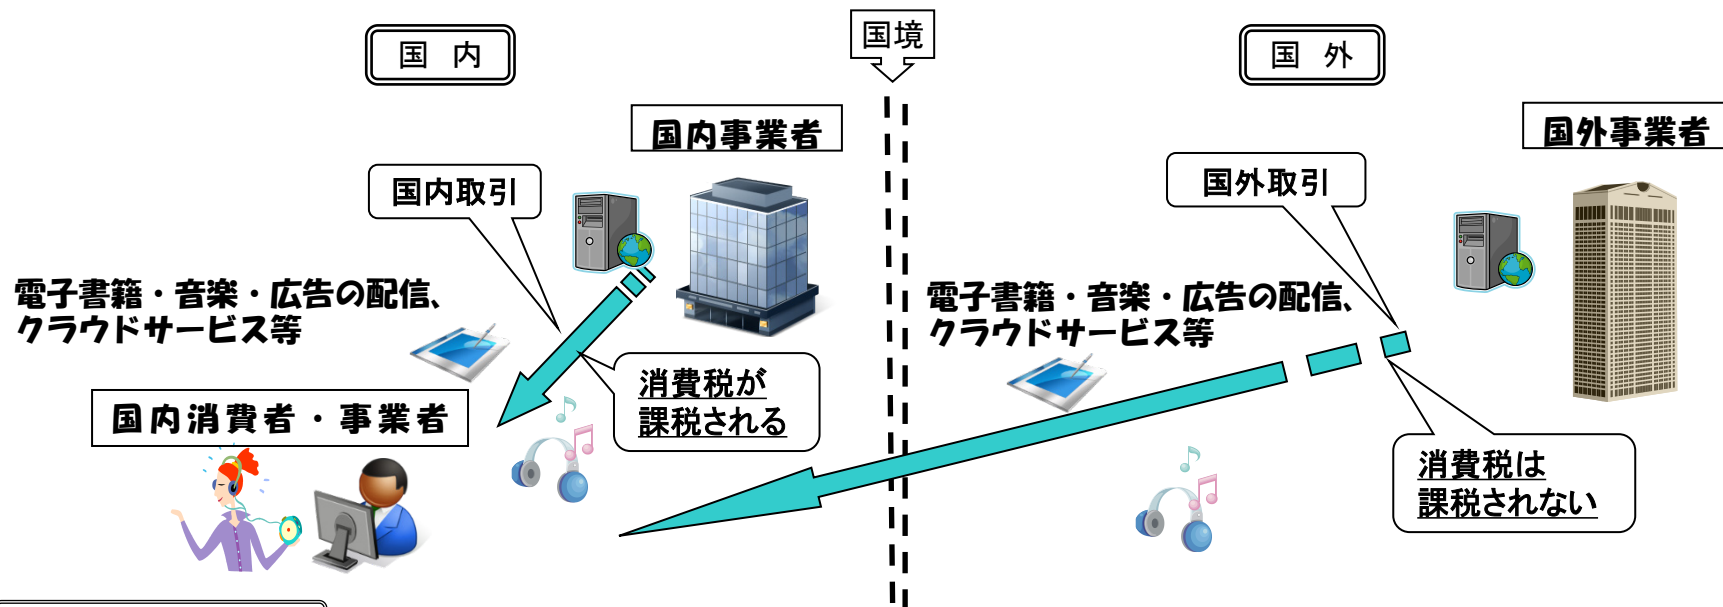 国境
国　内
国　外
国内事業者
国外事業者
国内取引
国外取引
電子書籍・音楽・広告の配信、
クラウドサービス等
電子書籍・音楽・広告の配信、
クラウドサービス等
消費税が
課税される
国内消費者・事業者
消費税は
課税されない